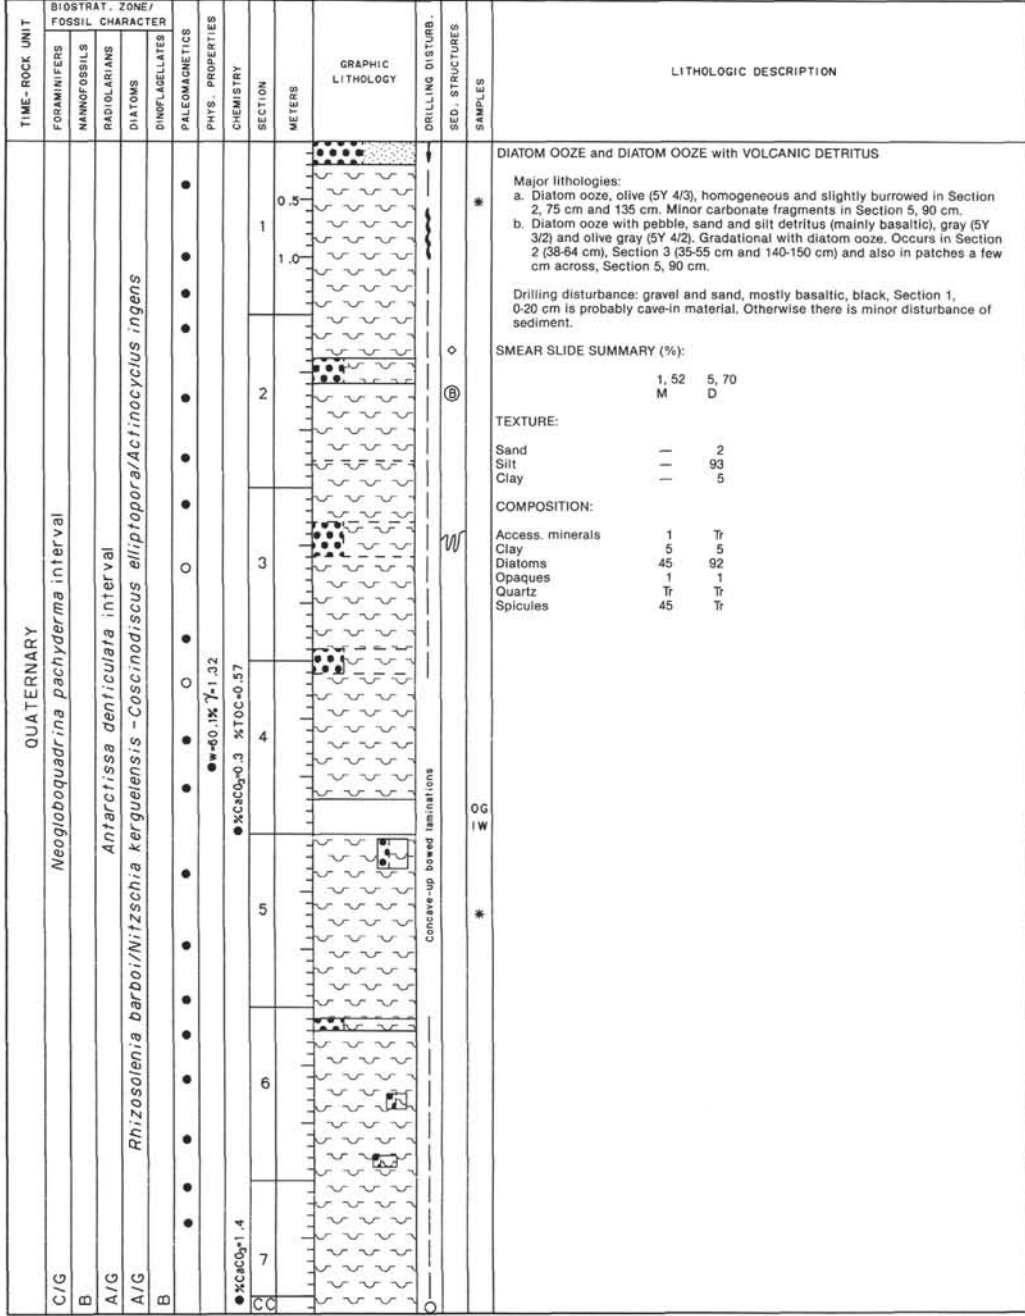 TIME-ROCK UNIT
BIOSTRAT. ZONE/
FOSSIL CHARACTER
FORAMINIFERS
NANNOFOSSILS
RADIOLARIANS
DIATOMS
DINOFLAGELLATES
PALEOMAGNETICS
PHYS. PROPERTIES
CHEMISTRY
SECTION
METERS
GRAPHIC
LITHOLOGY
DRILLING DISTURB.
SED. STRUCTURES
SAMPLES
LITHOLOGIC DESCRIPTION
QUATERNARY
C/G
Neogloboquadrina pachyderma interval
B
A/G
Antarctissa denticulata interval
A/G
Rhizosolenia barboi/Nitzschia kerguelensis - Coscinodiscus elliptopora/Actinocyclus ingens
B
w=60.1% γ=1.32
%CaCO3=0.3 %TOC=0.57
%CaCO3=1.4
1
2
3
4
5
6
7
CC
0.5
1.0
Concave-up bowed laminations
B
*
OG
IW
*
DIATOM OOZE and DIATOM OOZE with VOLCANIC DETRITUS
Major lithologies:
a. Diatom ooze, olive (5Y 4/3), homogeneous and slightly burrowed in Section
2, 75 cm and 135 cm. Minor carbonate fragments in Section 5, 90 cm.
b. Diatom ooze with pebble, sand and silt detritus (mainly basaltic), gray (5Y
3/2) and olive gray (5Y 4/2). Gradational with diatom ooze. Occurs in Section
2 (38-64 cm), Section 3 (35-55 cm and 140-150 cm) and also in patches a few
cm across, Section 5, 90 cm.
Drilling disturbance: gravel and sand, mostly basaltic, black, Section 1,
0-20 cm is probably cave-in material. Otherwise there is minor disturbance of
sediment.
SMEAR SLIDE SUMMARY (%):
1, 52 5, 70
M D
TEXTURE:
Sand — 2
Silt — 93
Clay — 5
COMPOSITION:
Access. minerals 1 Tr
Clay 5 5
Diatoms 45 92
Opaques 1 1
Quartz Tr Tr
Spicules 45 Tr